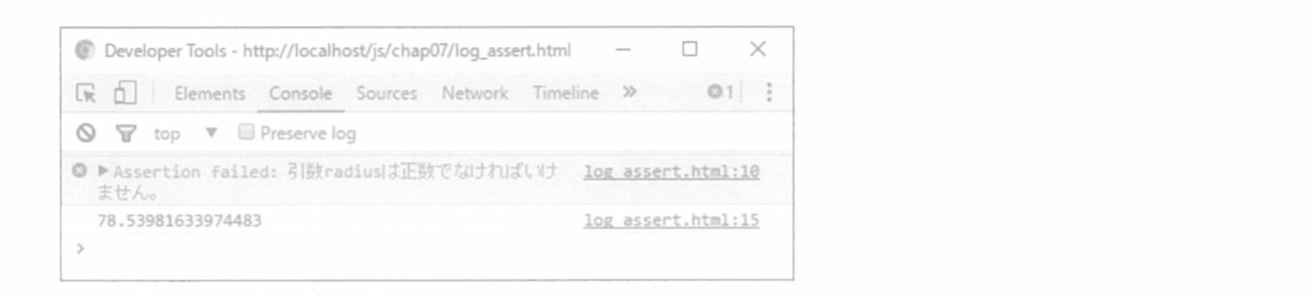 Developer Tools - http://localhost/js/chap07/log_assert.html
Elements Console Sources Network Timeline » 1
top ▼ Preserve log
▶Assertion failed: 引数radiusは正数でなければいけ log_assert.html:10
ません。
78.53981633974483 log_assert.html:15
>